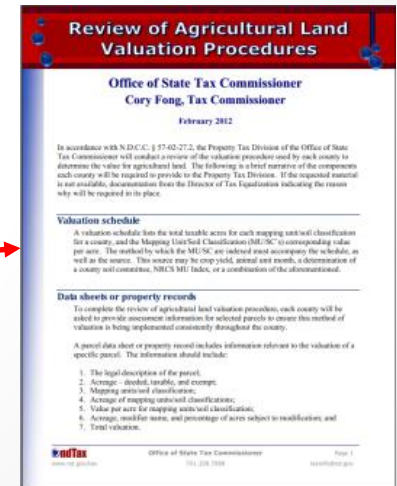 Review of Agricultural Land
Valuation Procedures
Office of State Tax Commissioner
Cory Fong, Tax Commissioner
February 2012
In accordance with N.D.C.C. § 57-02-27.2, the Property Tax Division of the Office of State
Tax Commissioner will conduct a review of the valuation procedure used by each county to
determine the value for agricultural land. The following is a brief narrative of the components
each county will be required to provide to the Property Tax Division. If the requested material
is not available, documentation from the Director of Tax Equalization indicating the reason
why will be required in its place.
Valuation schedule
A valuation schedule lists the total taxable acres for each mapping unit/soil classification
for a county, and the Mapping Unit/Soil Classification (MU/SC's) corresponding value
per acre. The method by which the MU/SC are indexed must accompany the schedule, as
well as the source. This source may be crop yield, animal unit month, a determination of
a county soil committee, NRCS MU Index, or a combination of the aforementioned.
Data sheets or property records
To complete the review of agricultural land valuation procedure, each county will be
asked to provide assessment information for selected parcels to ensure this method of
valuation is being implemented consistently throughout the county.
A parcel data sheet or property record includes information relevant to the valuation of a
specific parcel. The information should include:
1. The legal description of the parcel;
2. Acreage – deeded, taxable, and exempt;
3. Mapping units/soil classification;
4. Acreage of mapping units/soil classifications;
5. Value per acre for mapping units/soil classification;
6. Acreage, modifier name, and percentage of acres subject to modification; and
7. Total valuation.
ndTax Office of State Tax Commissioner Page 1